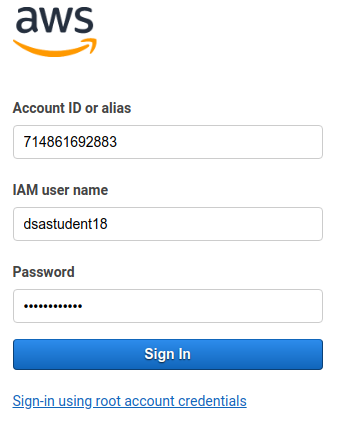 aws
Account ID or alias
714861692883
IAM user name
dsastudent18
Password
••••••••••••
Sign In
Sign-in using root account credentials